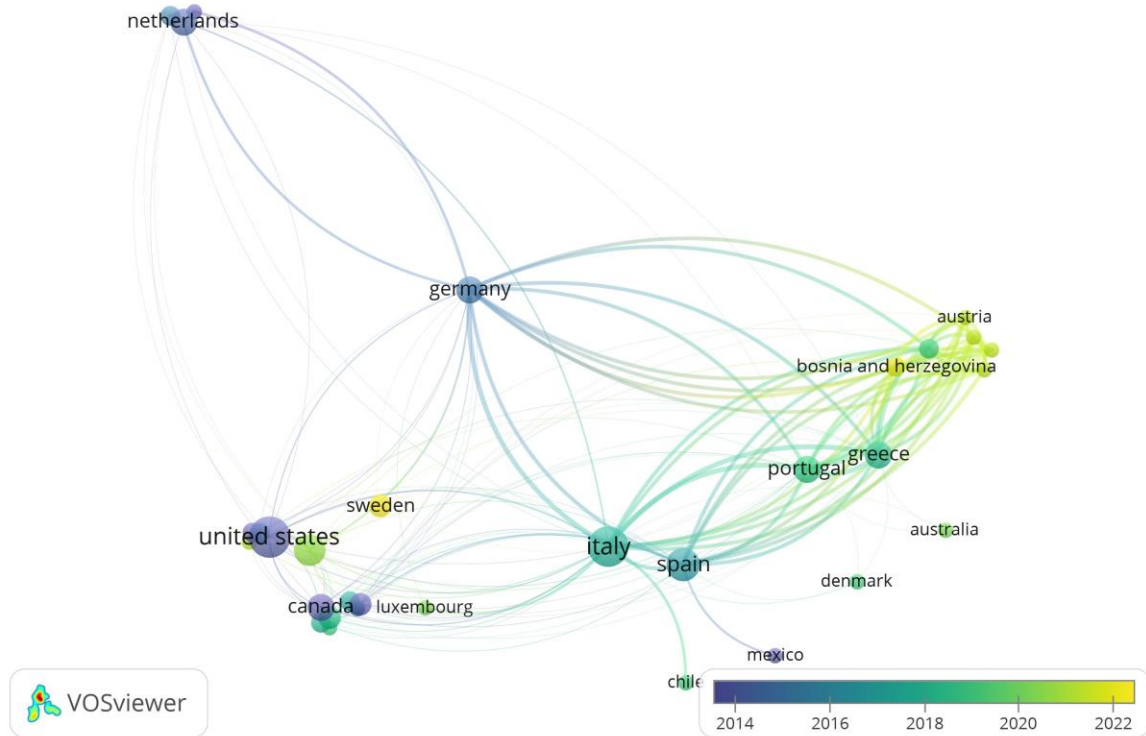 netherlands
germany
austria
bosnia and herzegovina
greece
portugal
sweden
australia
united states
italy
spain
denmark
canada
luxembourg
mexico
chile
VOSviewer
2014 2016 2018 2020 2022